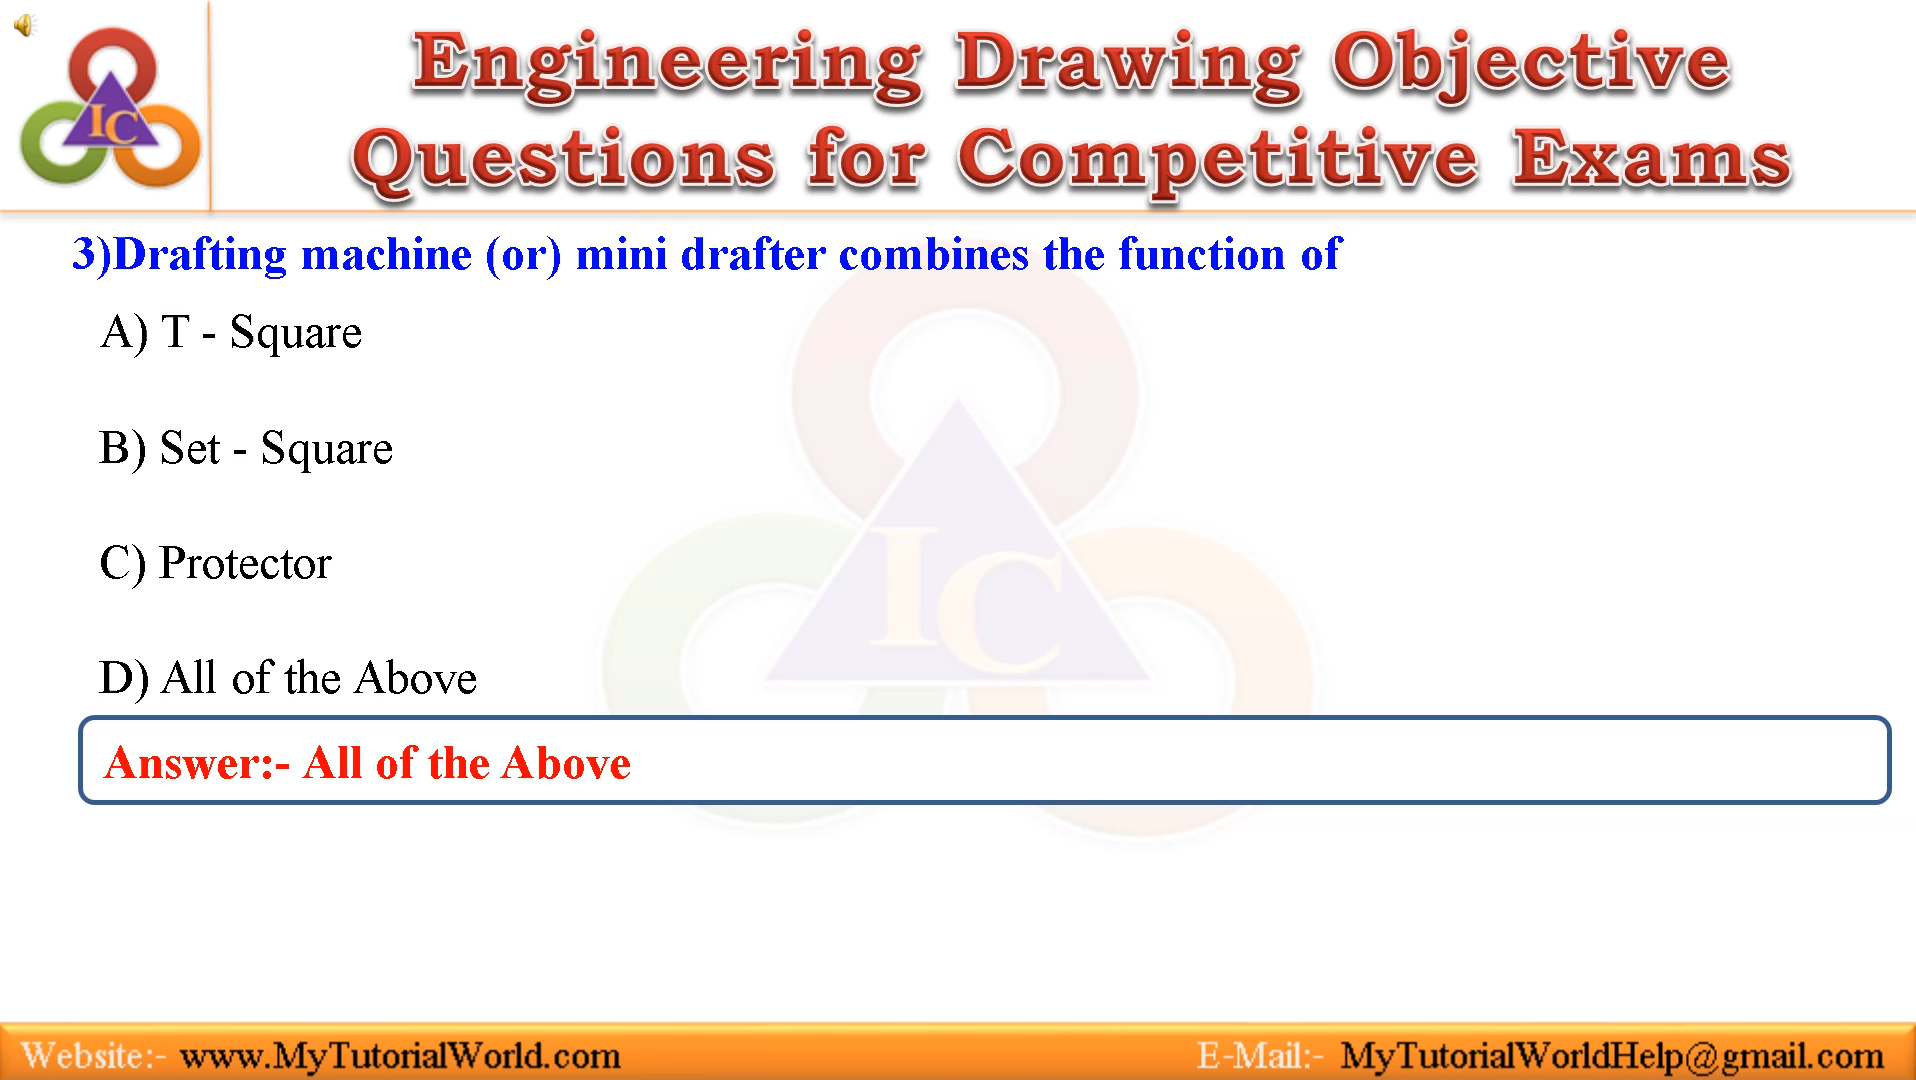 Engineering Drawing Objective
Questions for Competitive Exams
IC
3)Drafting machine (or) mini drafter combines the function of
A) T - Square
B) Set - Square
C) Protector
D) All of the Above
IC
Answer:- All of the Above
Website:- www.MyTutorialWorld.com
E-Mail:- MyTutorialWorldHelp@gmail.com